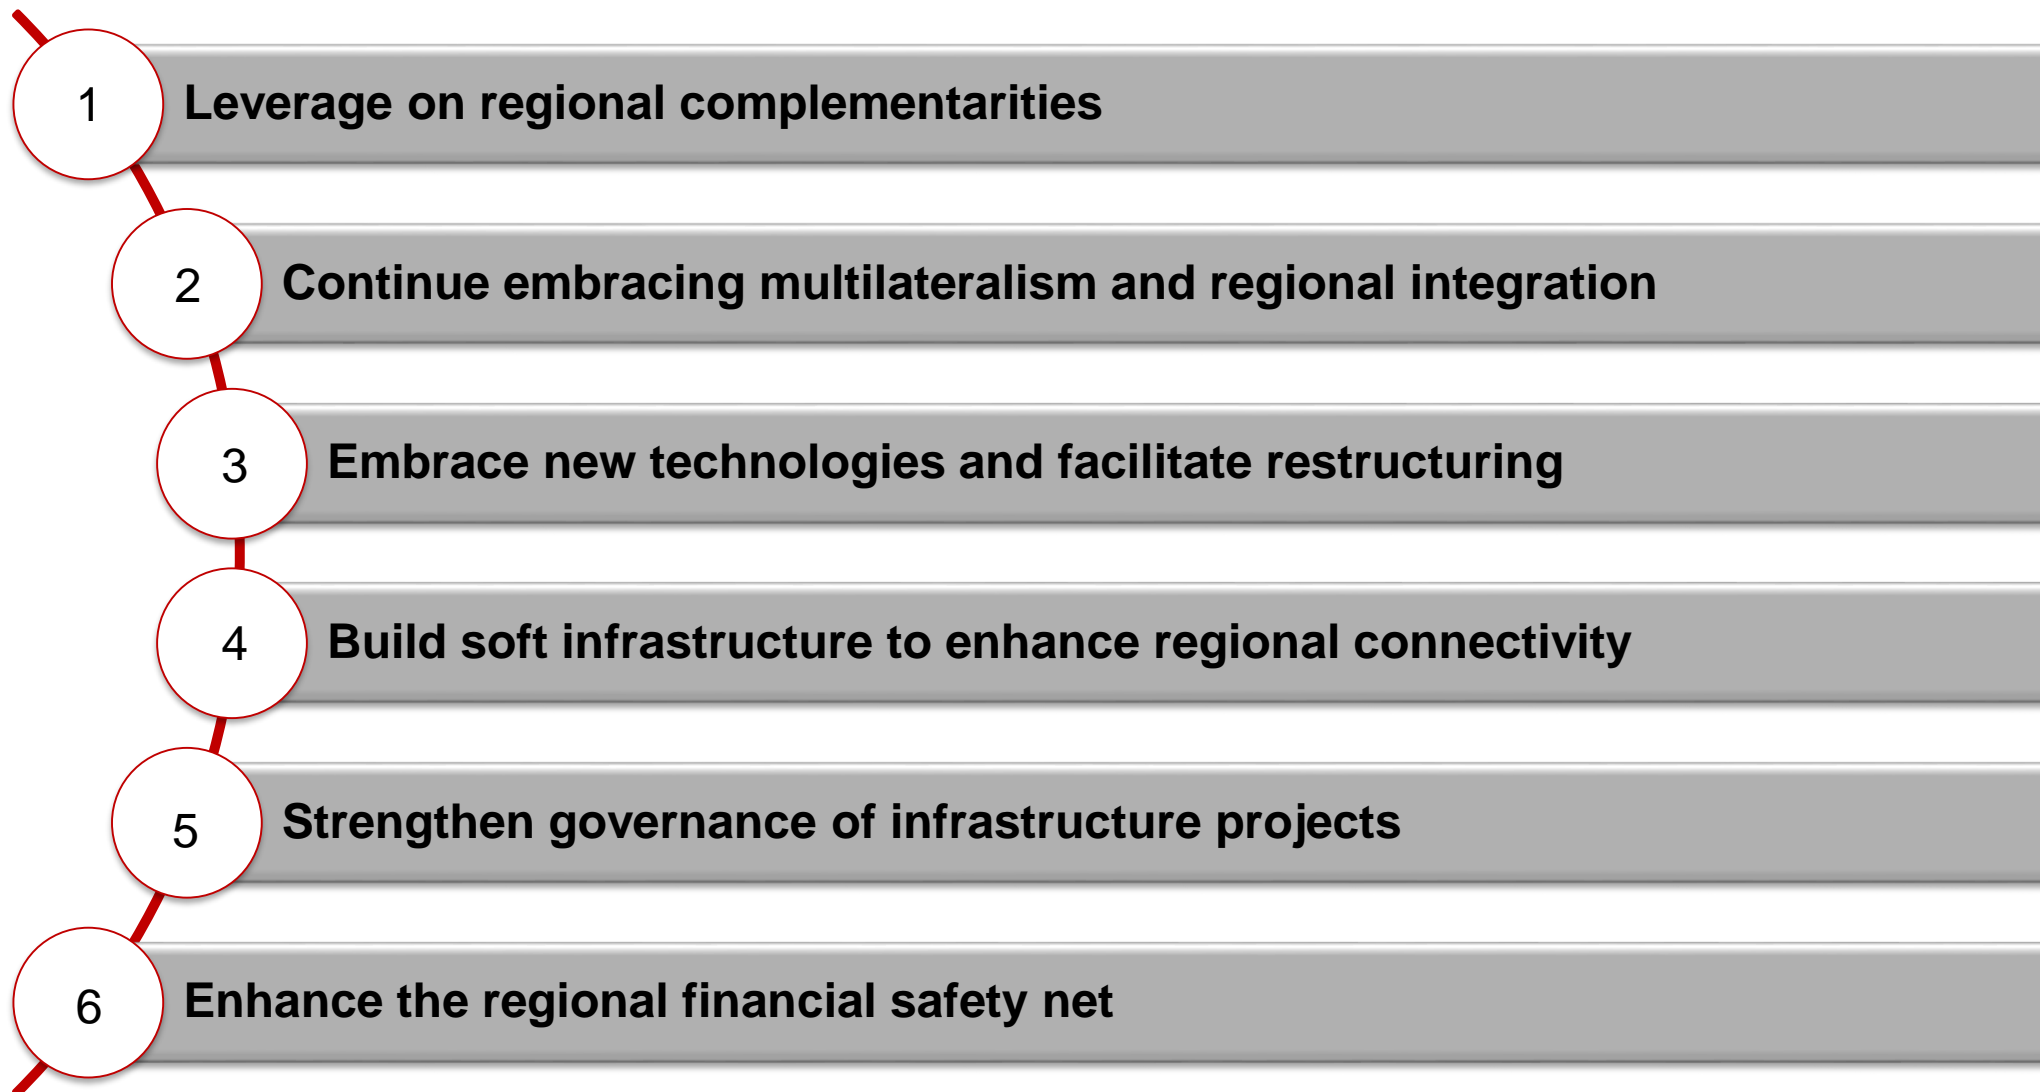 1
Leverage on regional complementarities
2
Continue embracing multilateralism and regional integration
3
Embrace new technologies and facilitate restructuring
4
Build soft infrastructure to enhance regional connectivity
5
Strengthen governance of infrastructure projects
6
Enhance the regional financial safety net